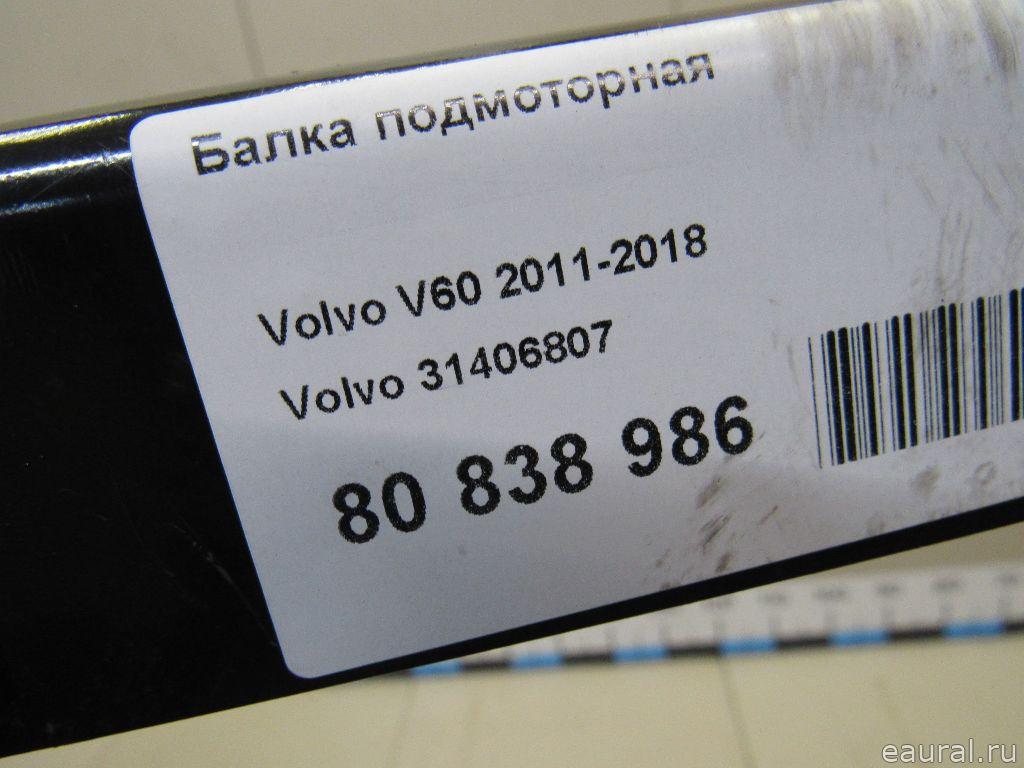 Балка подмоторная
Volvo V60 2011-2018
Volvo 31406807
80 838 986
eaural.ru